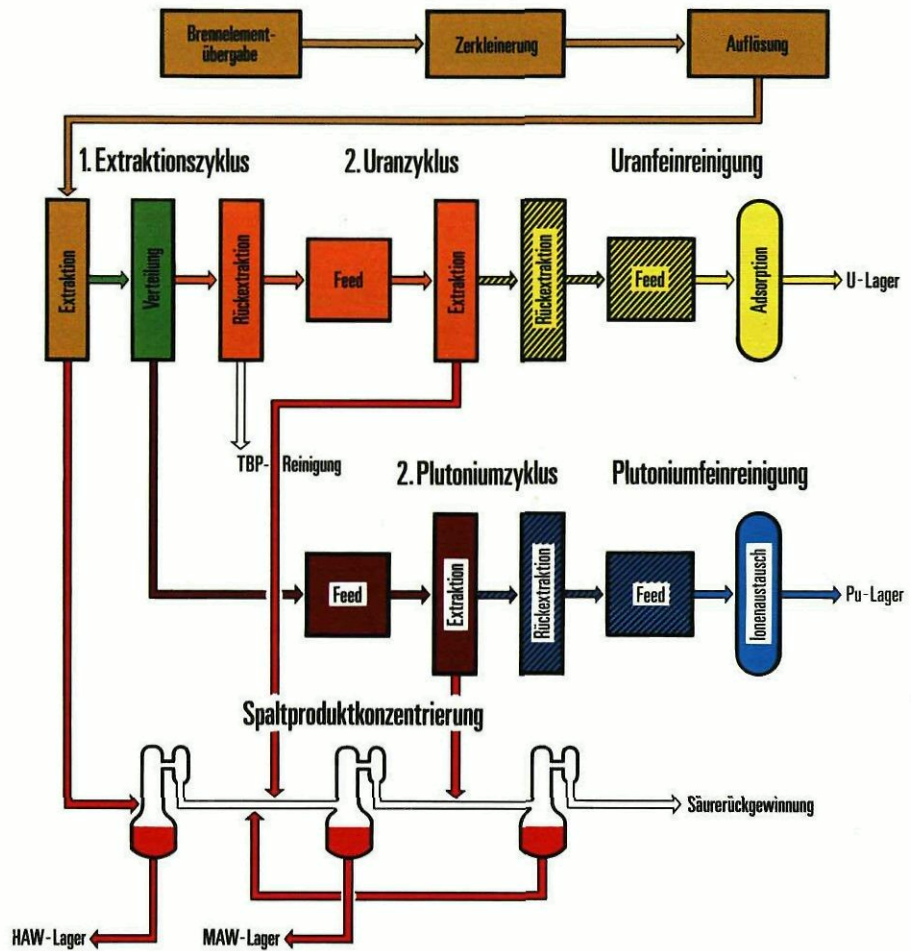 Brennelement-
übergabe
Zerkleinerung
Auflösung
1. Extraktionszyklus
2. Uranzyklus
Uranfeinreinigung
Extraktion
Verteilung
Rückextraktion
Feed
Extraktion
Rückextraktion
Feed
Adsorption
U-Lager
TBP-Reinigung
2. Plutoniumzyklus
Plutoniumfeinreinigung
Feed
Extraktion
Rückextraktion
Feed
Ionenaustausch
Pu-Lager
Spaltproduktkonzentrierung
Säurerückgewinnung
HAW-Lager
MAW-Lager